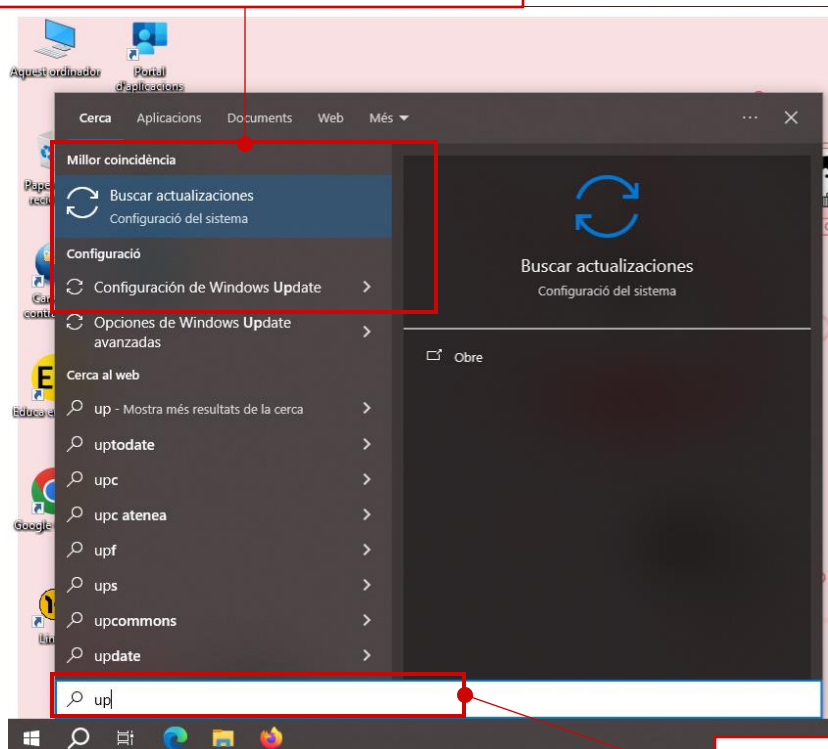 Aquest ordinador
Portal
d'aplicacions
Cerca Aplicacions Documents Web Més
Millor coincidència
Buscar actualizaciones
Configuració del sistema
Configuració
Configuración de Windows Update
Opciones de Windows Update
avanzadas
Cerca al web
up - Mostra més resultats de la cerca
uptodate
upc
upc atenea
upf
ups
upcommons
update
up
Buscar actualizaciones
Configuració del sistema
Obre
Google